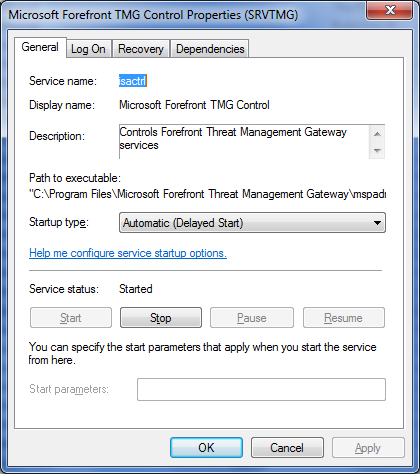 Microsoft Forefront TMG Control Properties (SRVTMG)
General Log On Recovery Dependencies
Service name: isactrl
Display name: Microsoft Forefront TMG Control
Description: Controls Forefront Threat Management Gateway
services
Path to executable:
"C:\Program Files\Microsoft Forefront Threat Management Gateway\mspadm
Startup type: Automatic (Delayed Start)
Help me configure service startup options.
Service status: Started
Start Stop Pause Resume
You can specify the start parameters that apply when you start the service
from here.
Start parameters:
OK Cancel Apply